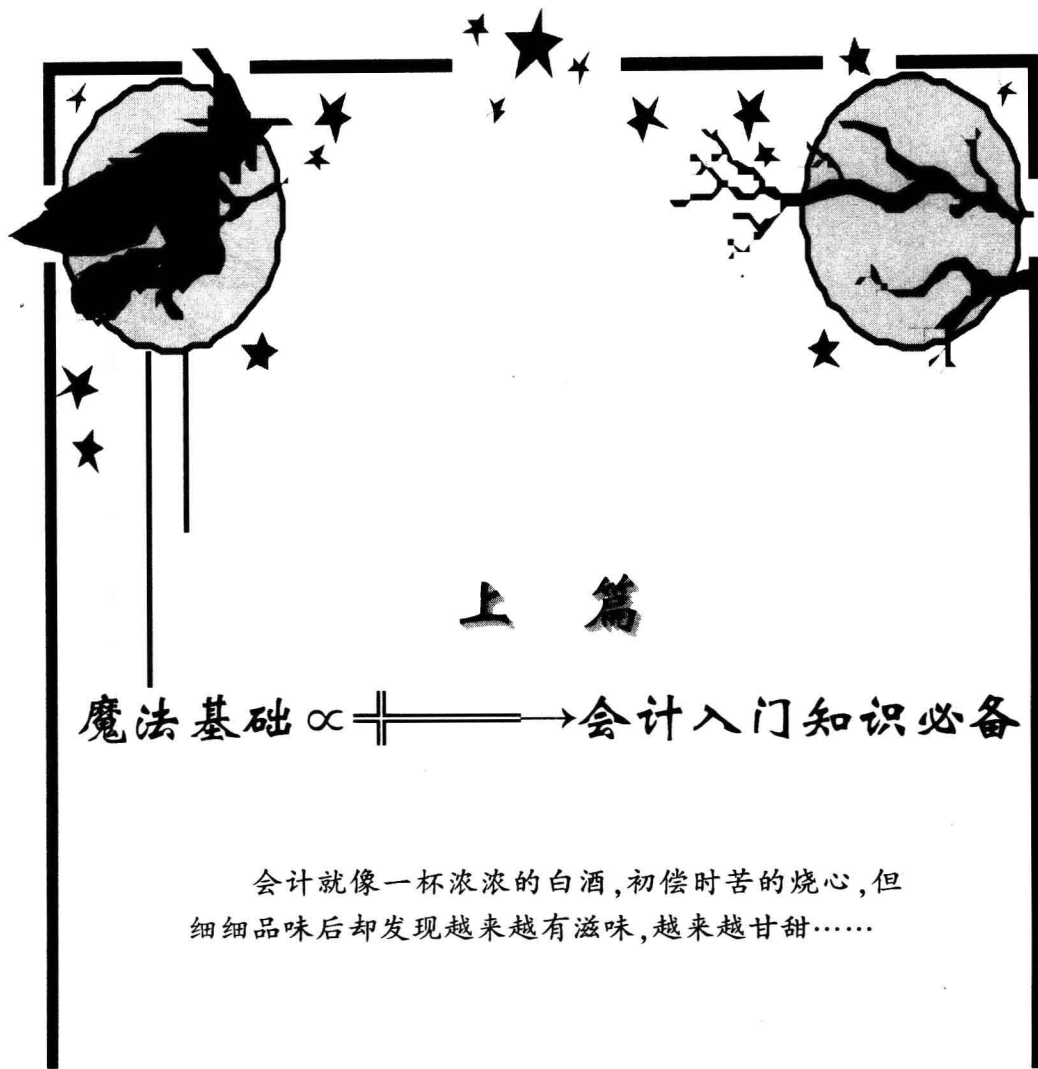 上 篇
魔法基础∝╬══→会计入门知识必备
会计就像一杯浓浓的白酒,初偿时苦的烧心,但
细细品味后却发现越来越有滋味,越来越甘甜……